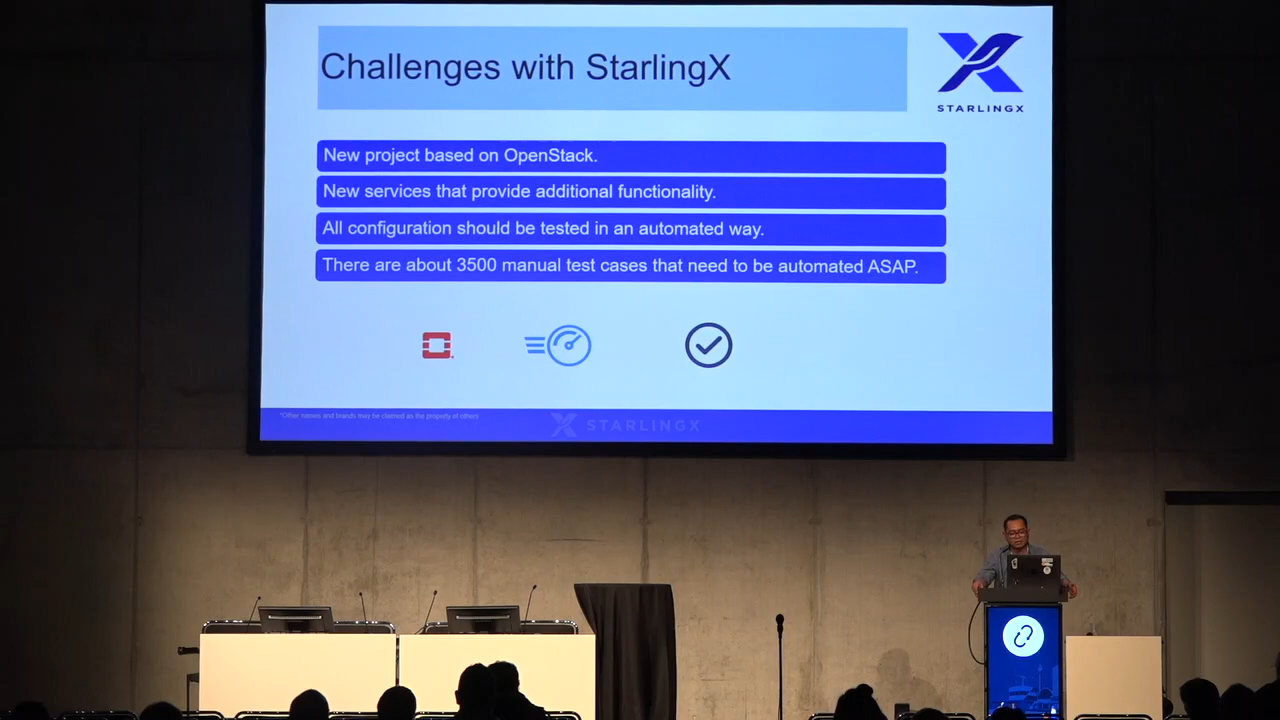 Challenges with StarlingX
STARLINGX
New project based on OpenStack.
New services that provide additional functionality.
All configuration should be tested in an automated way.
There are about 3500 manual test cases that need to be automated ASAP.
*Other names and brands may be claimed as the property of others
STARLINGX